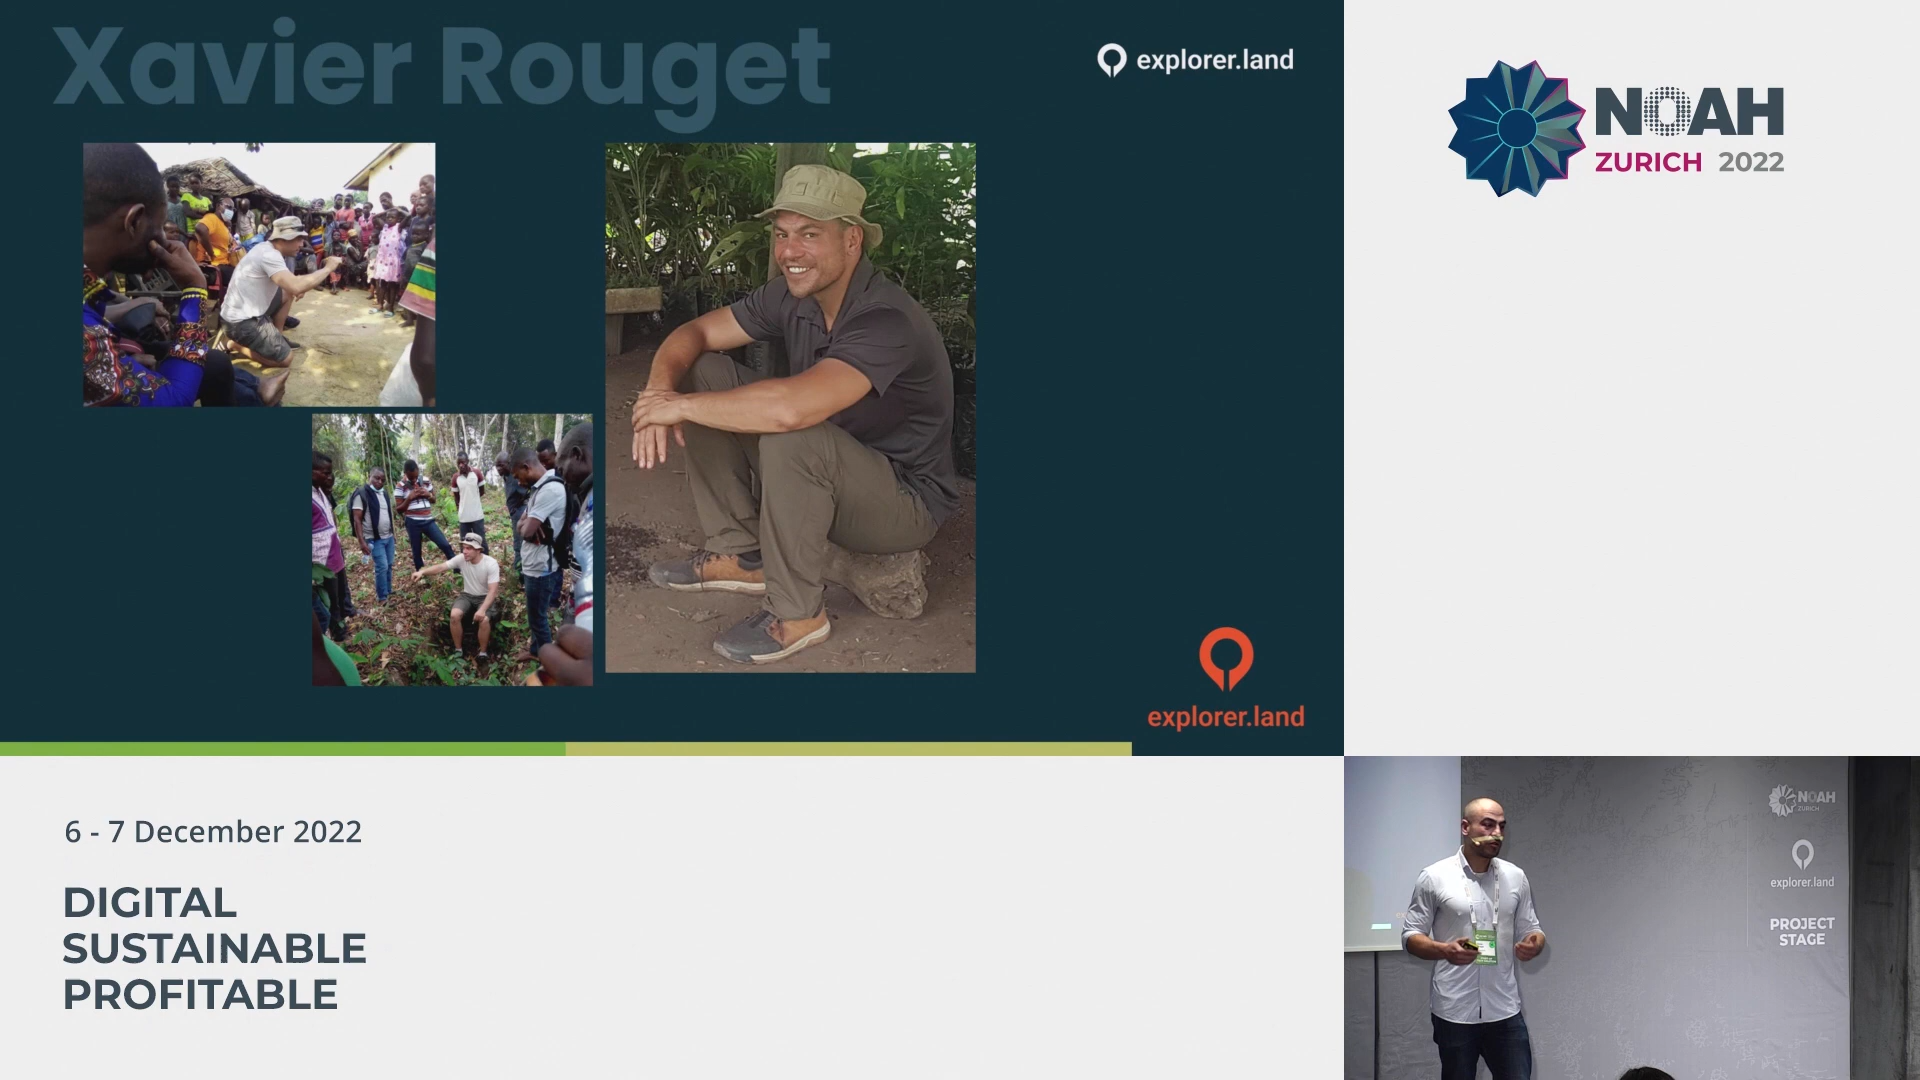 Xavier Rouget
explorer.land
NOAH
ZURICH 2022
explorer.land
6 - 7 December 2022
DIGITAL
SUSTAINABLE
PROFITABLE
NOAH
ZURICH
explorer.land
PROJECT
STAGE